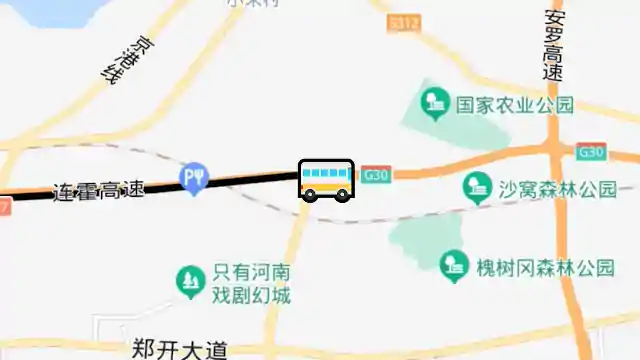 小朱村
G312
安罗高速
京港线
国家农业公园
G30
G30
连霍高速
沙窝森林公园
槐树冈森林公园
只有河南
戏剧幻城
郑开大道